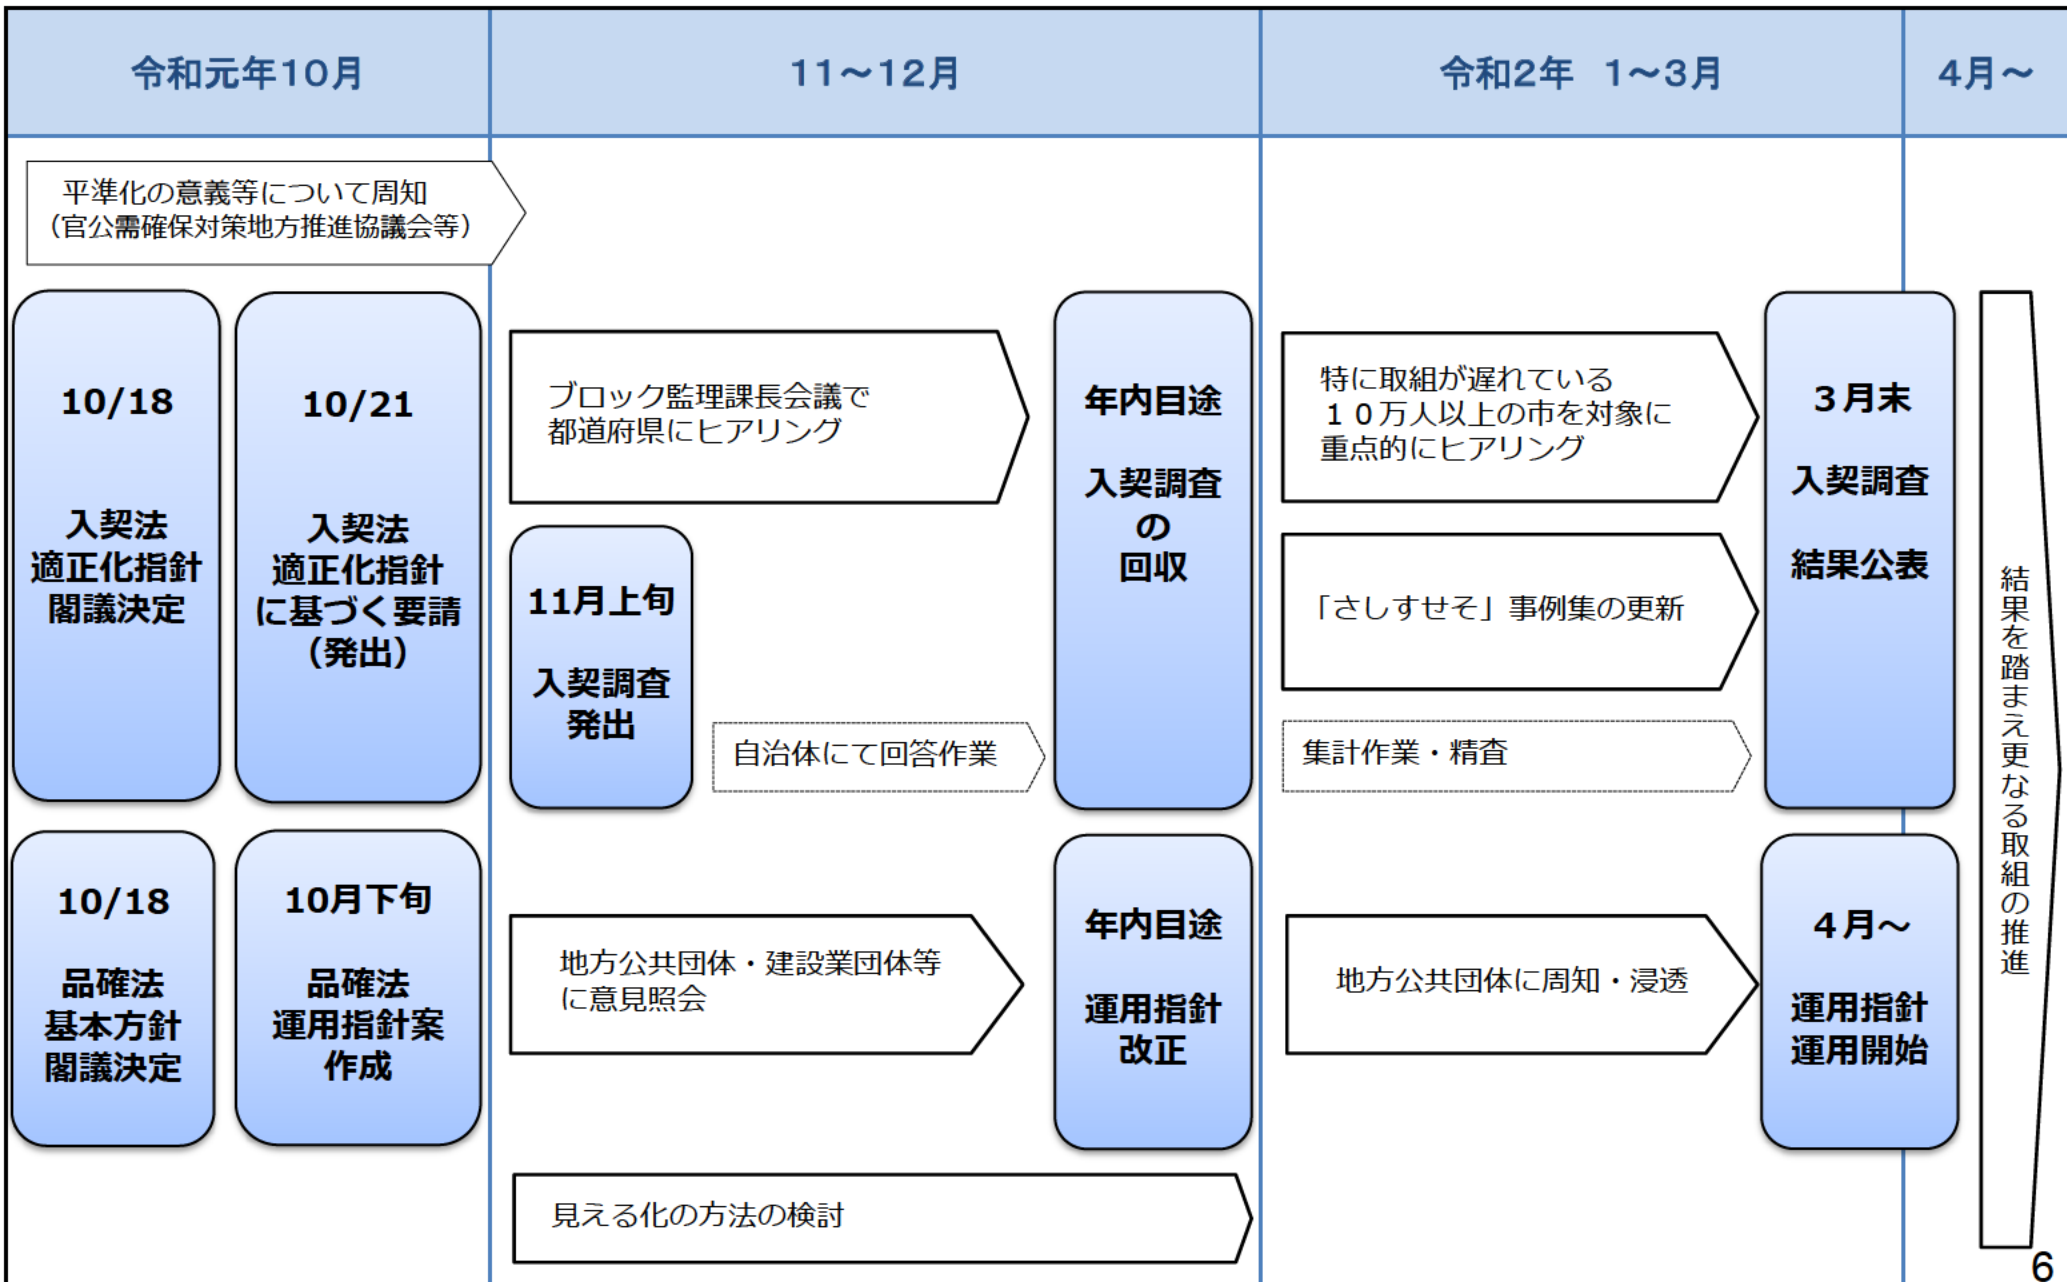 令和元年10月
11～12月
令和2年 1～3月
4月～
平準化の意義等について周知
（官公需確保対策地方推進協議会等）
10/18
入契法
適正化指針
閣議決定
10/21
入契法
適正化指針
に基づく要請
（発出）
ブロック監理課長会議で
都道府県にヒアリング
11月上旬
入契調査
発出
自治体にて回答作業
年内目途
入契調査
の
回収
特に取組が遅れている
１０万人以上の市を対象に
重点的にヒアリング
「さしすせそ」事例集の更新
集計作業・精査
３月末
入契調査
結果公表
結果を踏まえ更なる取組の推進
10/18
品確法
基本方針
閣議決定
10月下旬
品確法
運用指針案
作成
地方公共団体・建設業団体等
に意見照会
年内目途
運用指針
改正
地方公共団体に周知・浸透
４月～
運用指針
運用開始
見える化の方法の検討
6